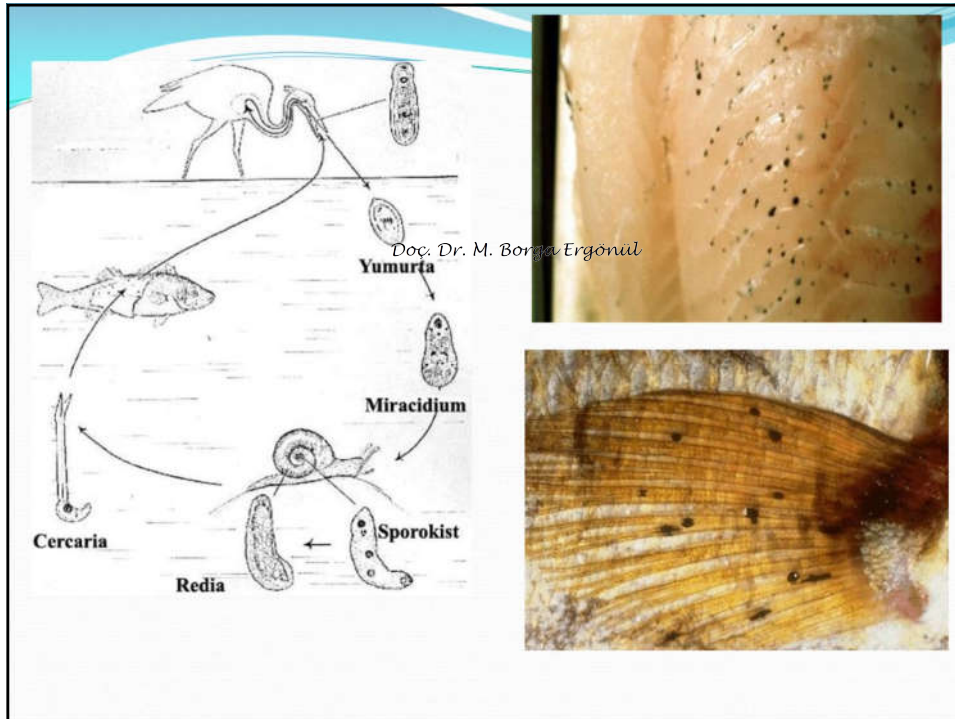 Doç. Dr. M. Borga Ergönül
Yumurta
Miracidium
Sporokist
Cercaria
Redia